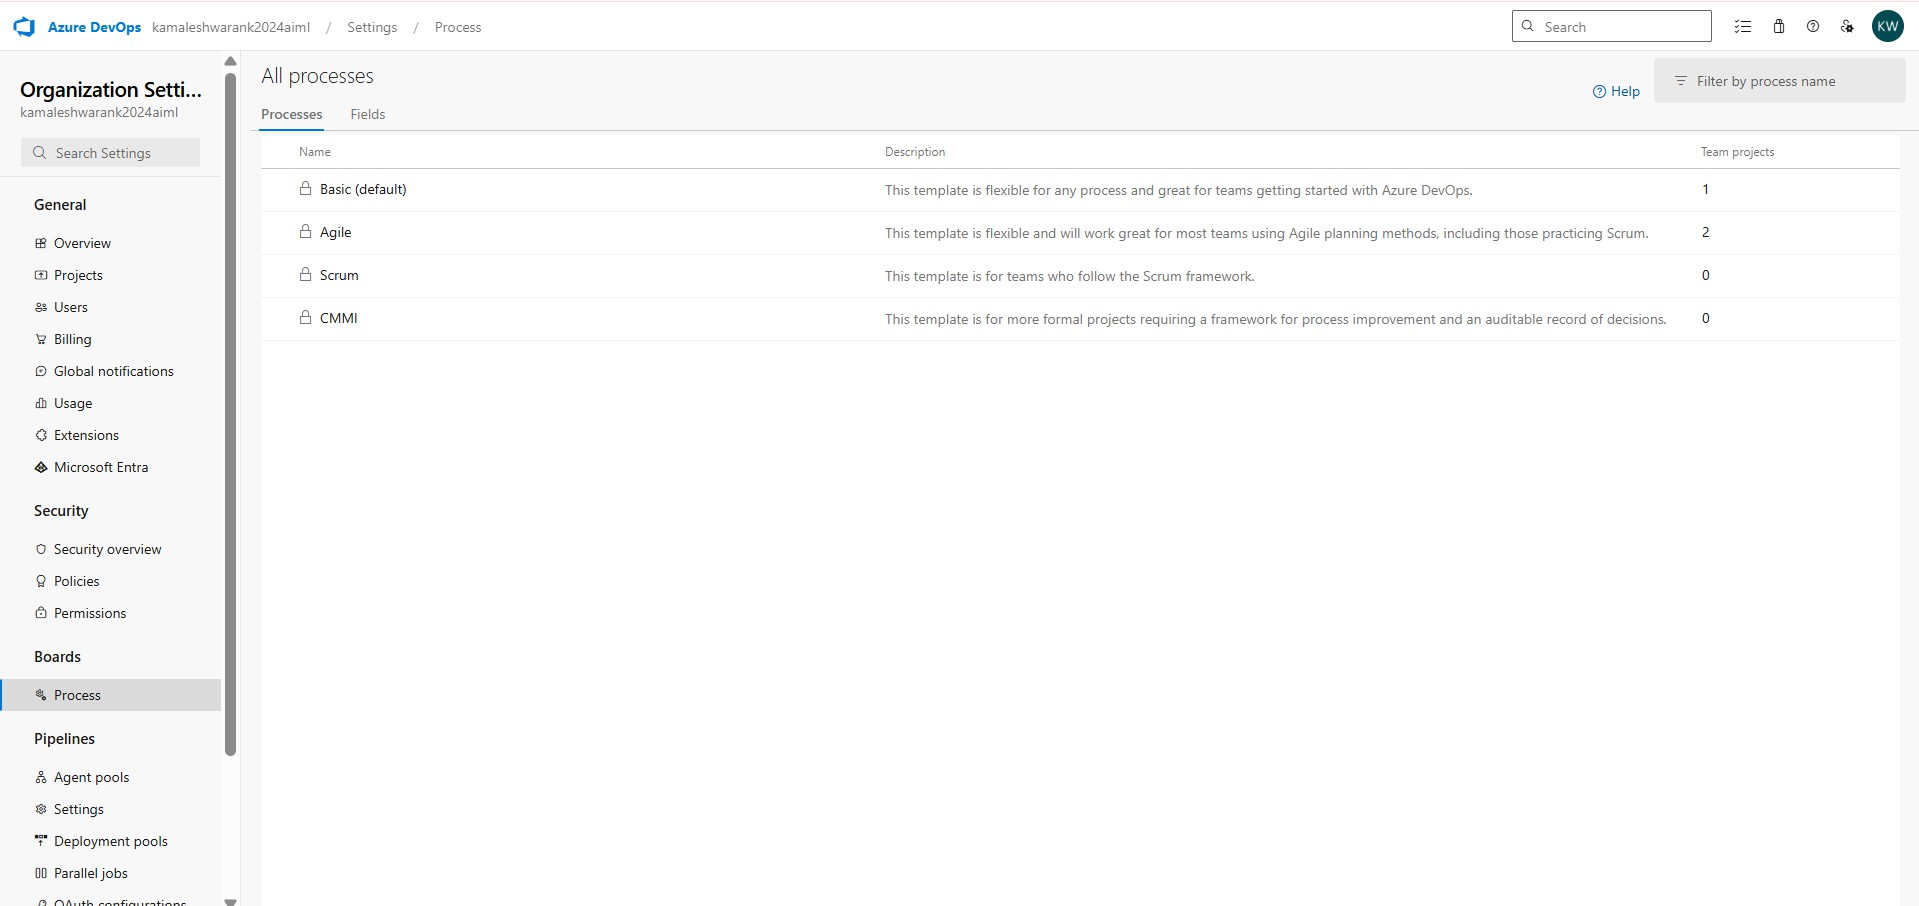 Azure DevOps kamaleshwarank2024aiml / Settings / Process
Search
KW
Organization Setti...
kamaleshwarank2024aiml
Search Settings
General
Overview
Projects
Users
Billing
Global notifications
Usage
Extensions
Microsoft Entra
Security
Security overview
Policies
Permissions
Boards
Process
Pipelines
Agent pools
Settings
Deployment pools
Parallel jobs
OAuth configurations
All processes
Help
Filter by process name
Processes Fields
Name Description Team projects
Basic (default) This template is flexible for any process and great for teams getting started with Azure DevOps. 1
Agile This template is flexible and will work great for most teams using Agile planning methods, including those practicing Scrum. 2
Scrum This template is for teams who follow the Scrum framework. 0
CMMI This template is for more formal projects requiring a framework for process improvement and an auditable record of decisions. 0